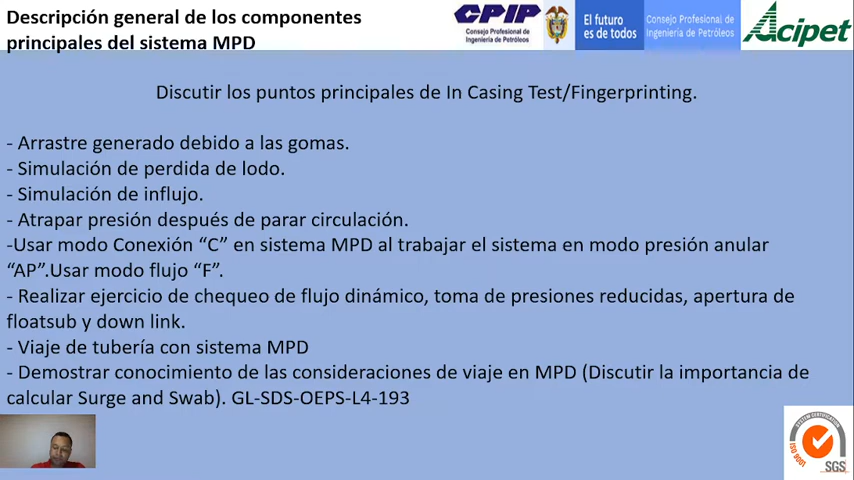 Descripción general de los componentes
principales del sistema MPD
CPIP
Consejo Profesional de
Ingeniería de Petróleos
El futuro
es de todos
Consejo Profesional de
Ingeniería de Petróleos
Acipet
Discutir los puntos principales de In Casing Test/Fingerprinting.
- Arrastre generado debido a las gomas.
- Simulación de perdida de lodo.
- Simulación de influjo.
- Atrapar presión después de parar circulación.
-Usar modo Conexión “C” en sistema MPD al trabajar el sistema en modo presión anular
“AP”.Usar modo flujo “F”.
- Realizar ejercicio de chequeo de flujo dinámico, toma de presiones reducidas, apertura de
floatsub y down link.
- Viaje de tubería con sistema MPD
- Demostrar conocimiento de las consideraciones de viaje en MPD (Discutir la importancia de
calcular Surge and Swab). GL-SDS-OEPS-L4-193
SYSTEM CERTIFICATION
ISO 9001
SGS